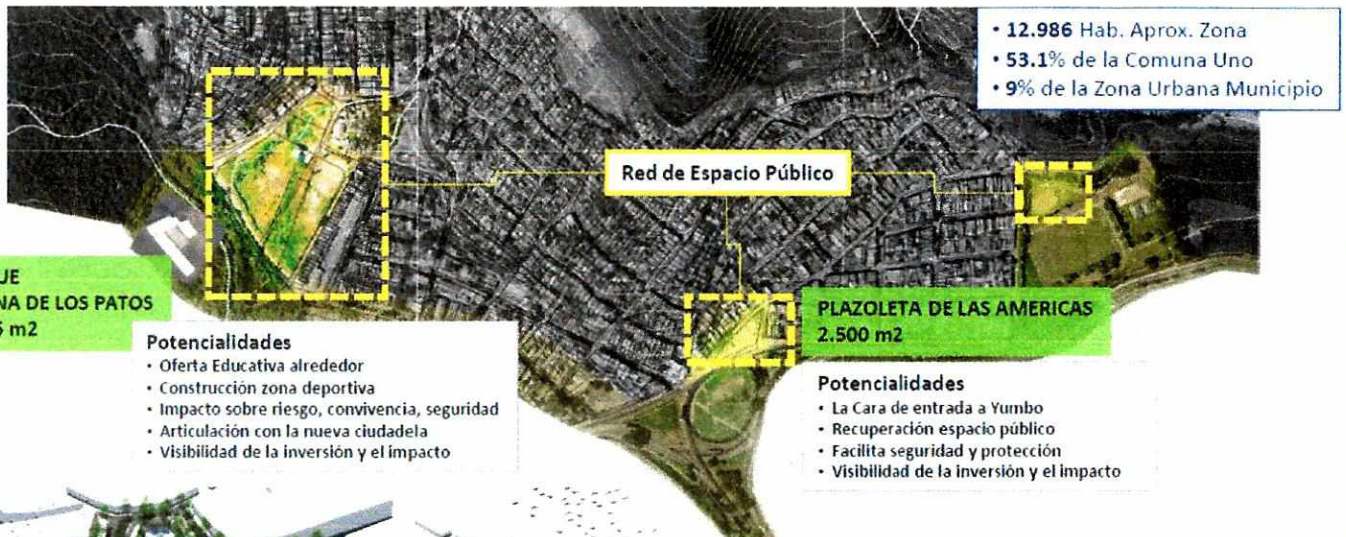 • 12.986 Hab. Aprox. Zona
• 53.1% de la Comuna Uno
• 9% de la Zona Urbana Municipio
Red de Espacio Público
NA DE LOS PATOS
m2
Potencialidades
• Oferta Educativa alrededor
• Construcción zona deportiva
• Impacto sobre riesgo, convivencia, seguridad
• Articulación con la nueva ciudadela
• Visibilidad de la inversión y el impacto
PLAZOLETA DE LAS AMERICAS
2.500 m2
Potencialidades
• La Cara de entrada a Yumbo
• Recuperación espacio público
• Facilita seguridad y protección
• Visibilidad de la inversión y el impacto